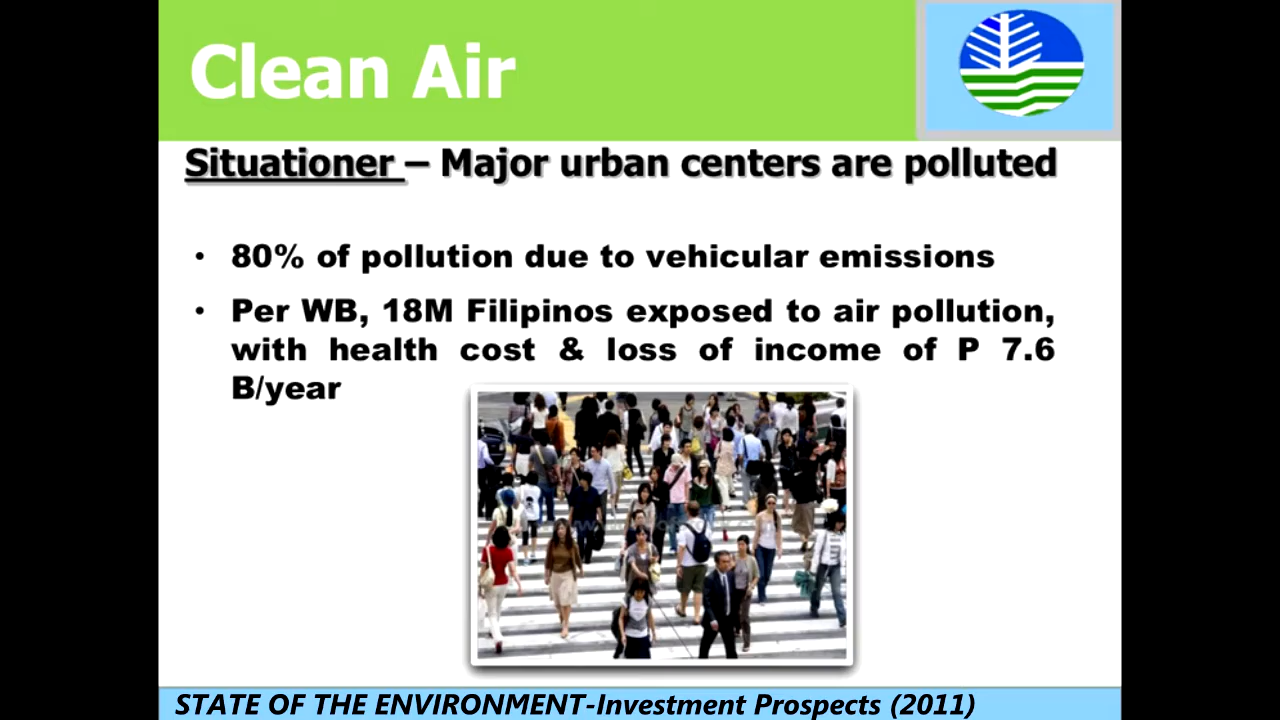 Clean Air
Situationer – Major urban centers are polluted
• 80% of pollution due to vehicular emissions
• Per WB, 18M Filipinos exposed to air pollution,
with health cost & loss of income of P 7.6
B/year
STATE OF THE ENVIRONMENT-Investment Prospects (2011)